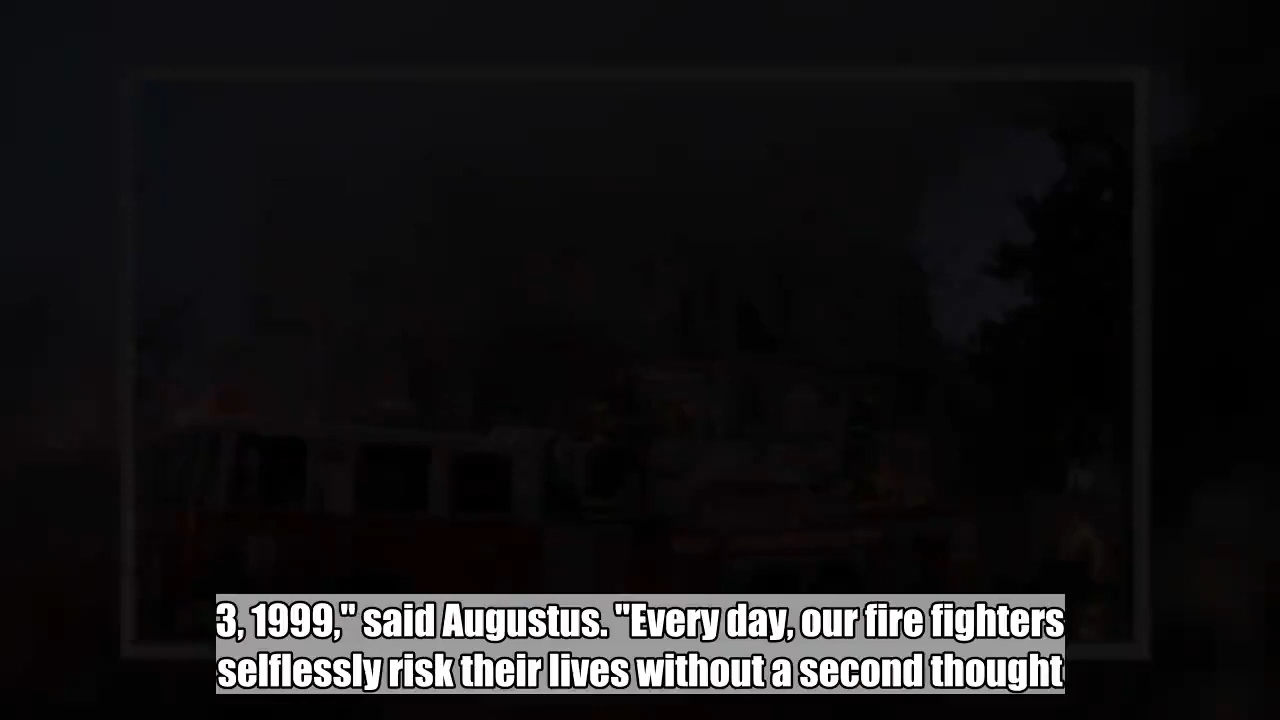 3, 1999," said Augustus. "Every day, our fire fighters
selflessly risk their lives without a second thought